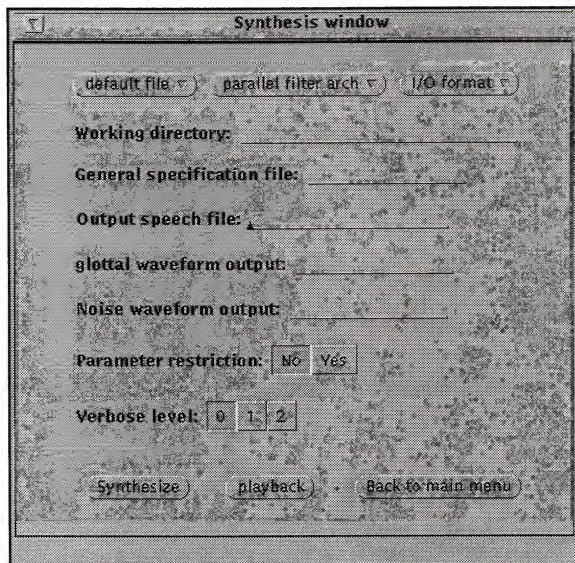 Synthesis window
default file parallel filter arch I/O format
Working directory:
General specification file:
Output speech file:
glottal waveform output:
Noise waveform output:
Parameter restriction: No Yes
Verbose level: 0 1 2
Synthesize playback Back to main menu